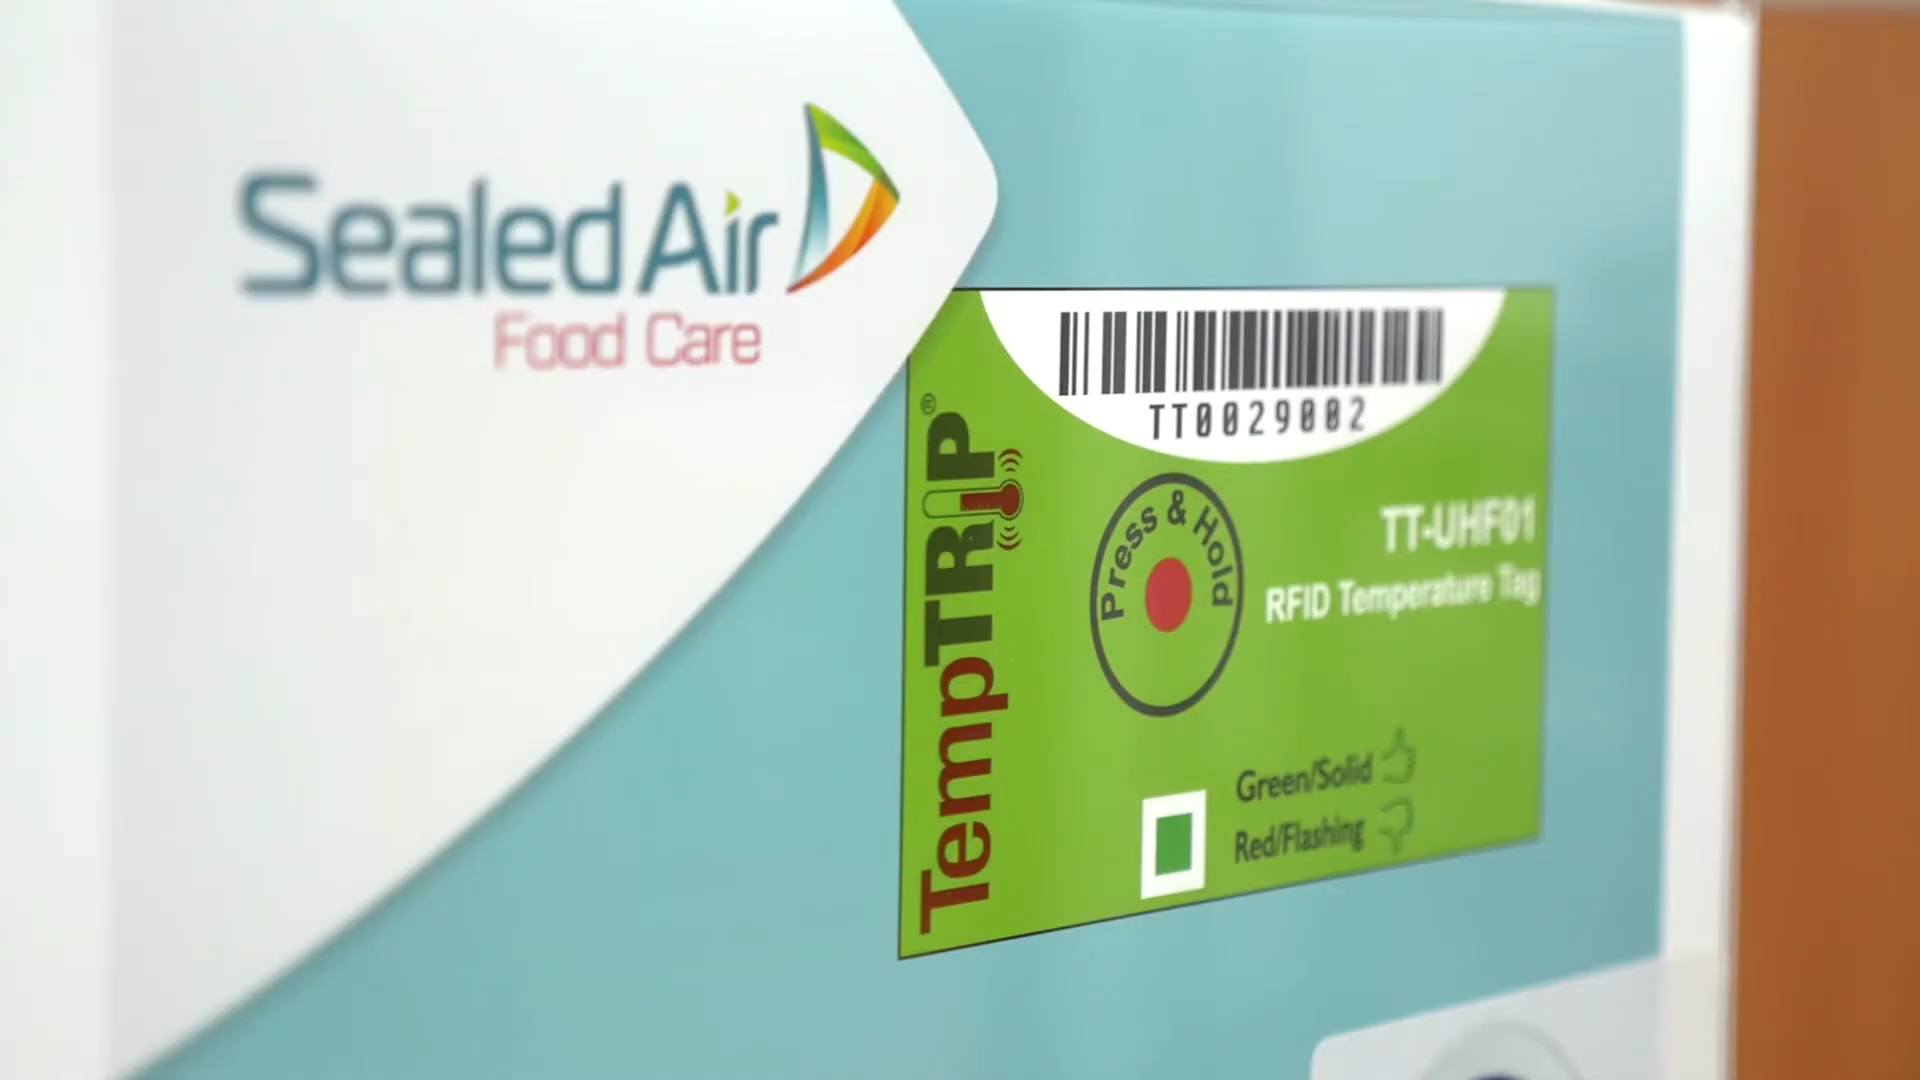 Sealed Air
Food Care
TT0029002
TempTRIP®
Press & Hold
TT-UHF01
RFID Temperature Tag
Green/Solid
Red/Flashing